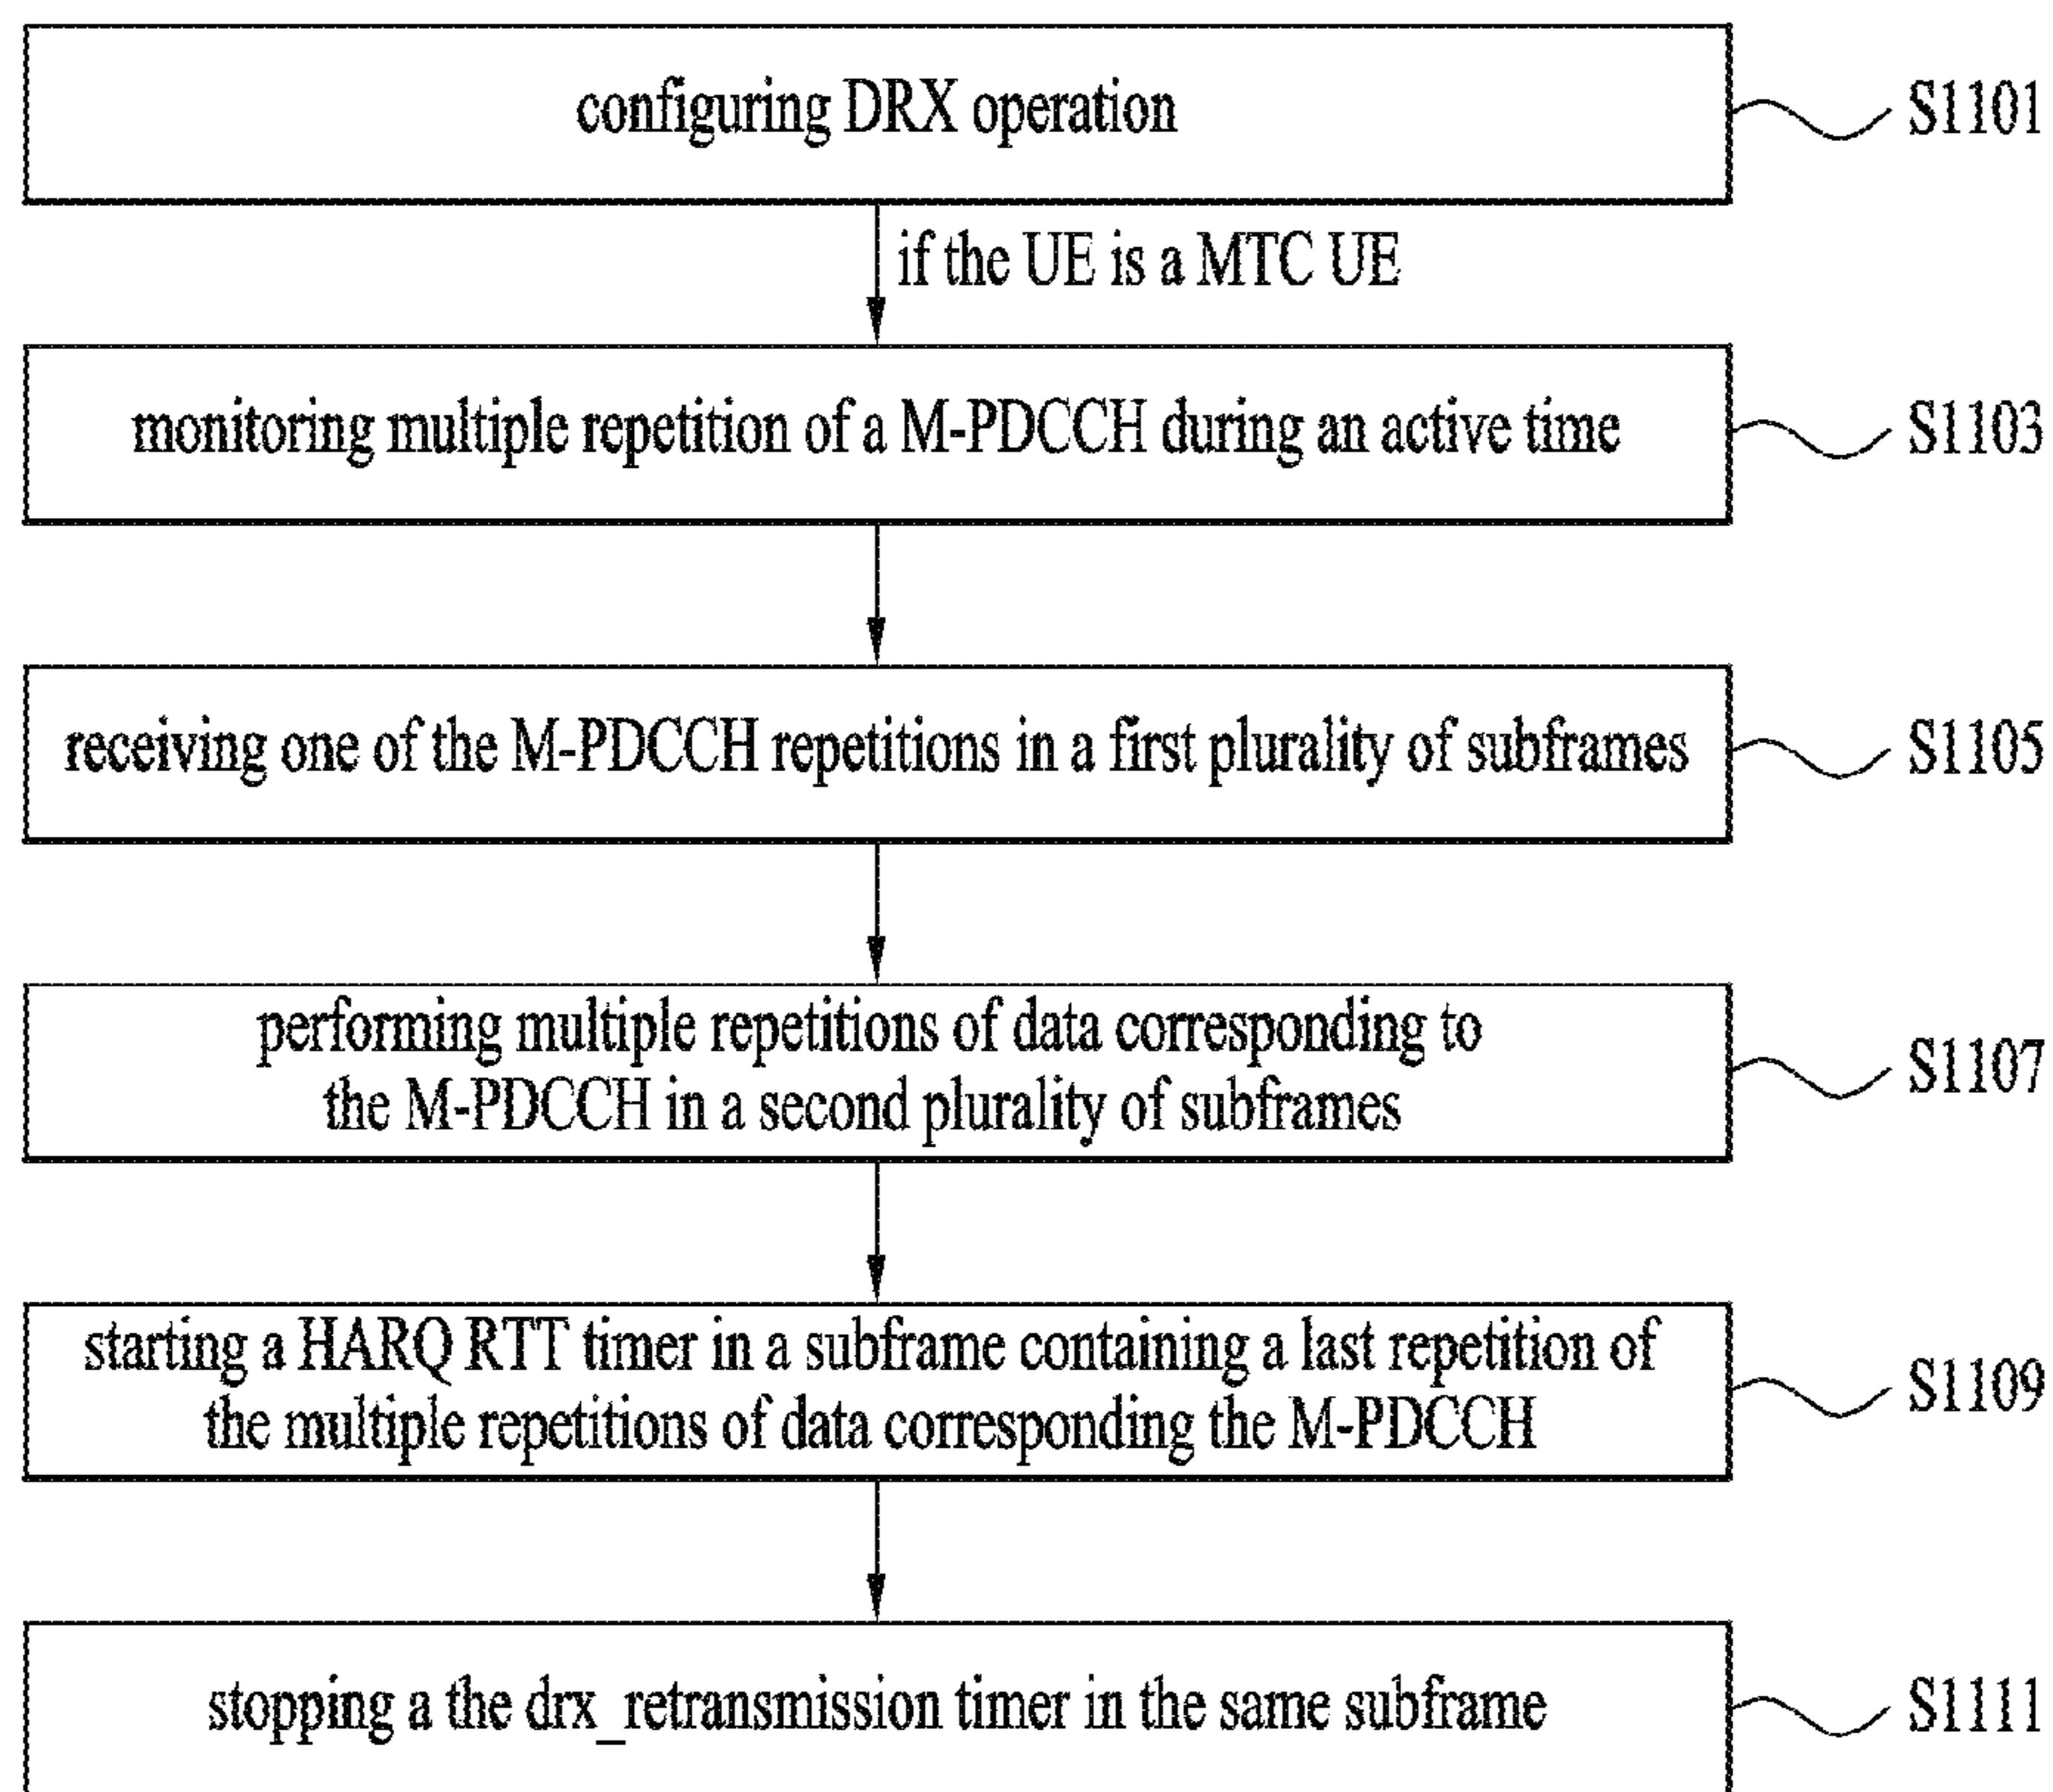 configuring DRX operation
S1101
if the UE is a MTC UE
monitoring multiple repetition of a M-PDCCH during an active time
S1103
receiving one of the M-PDCCH repetitions in a first plurality of subframes
S1105
performing multiple repetitions of data corresponding to
the M-PDCCH in a second plurality of subframes
S1107
starting a HARQ RTT timer in a subframe containing a last repetition of
the multiple repetitions of data corresponding the M-PDCCH
S1109
stopping a the drx_retransmission timer in the same subframe
S1111